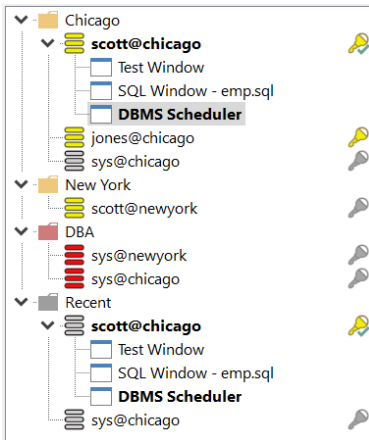 Chicago
scott@chicago
Test Window
SQL Window - emp.sql
DBMS Scheduler
jones@chicago
sys@chicago
New York
scott@newyork
DBA
sys@newyork
sys@chicago
Recent
scott@chicago
Test Window
SQL Window - emp.sql
DBMS Scheduler
sys@chicago